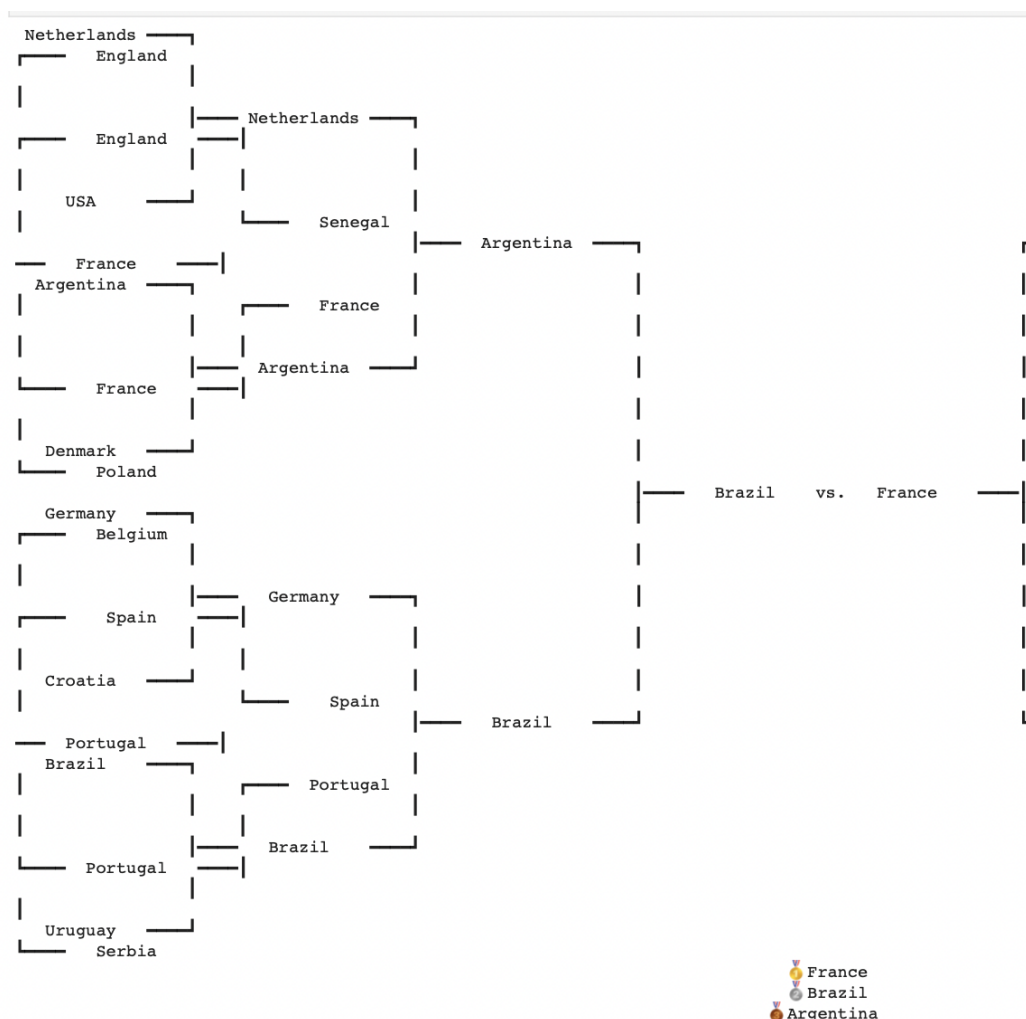 Netherlands
England
Netherlands
England
USA
Senegal
Argentina
France
Argentina
France
Argentina
France
Denmark
Poland
Brazil vs. France
Germany
Belgium
Germany
Spain
Croatia
Spain
Brazil
Portugal
Brazil
Portugal
Brazil
Portugal
Uruguay
Serbia
France
Brazil
Argentina